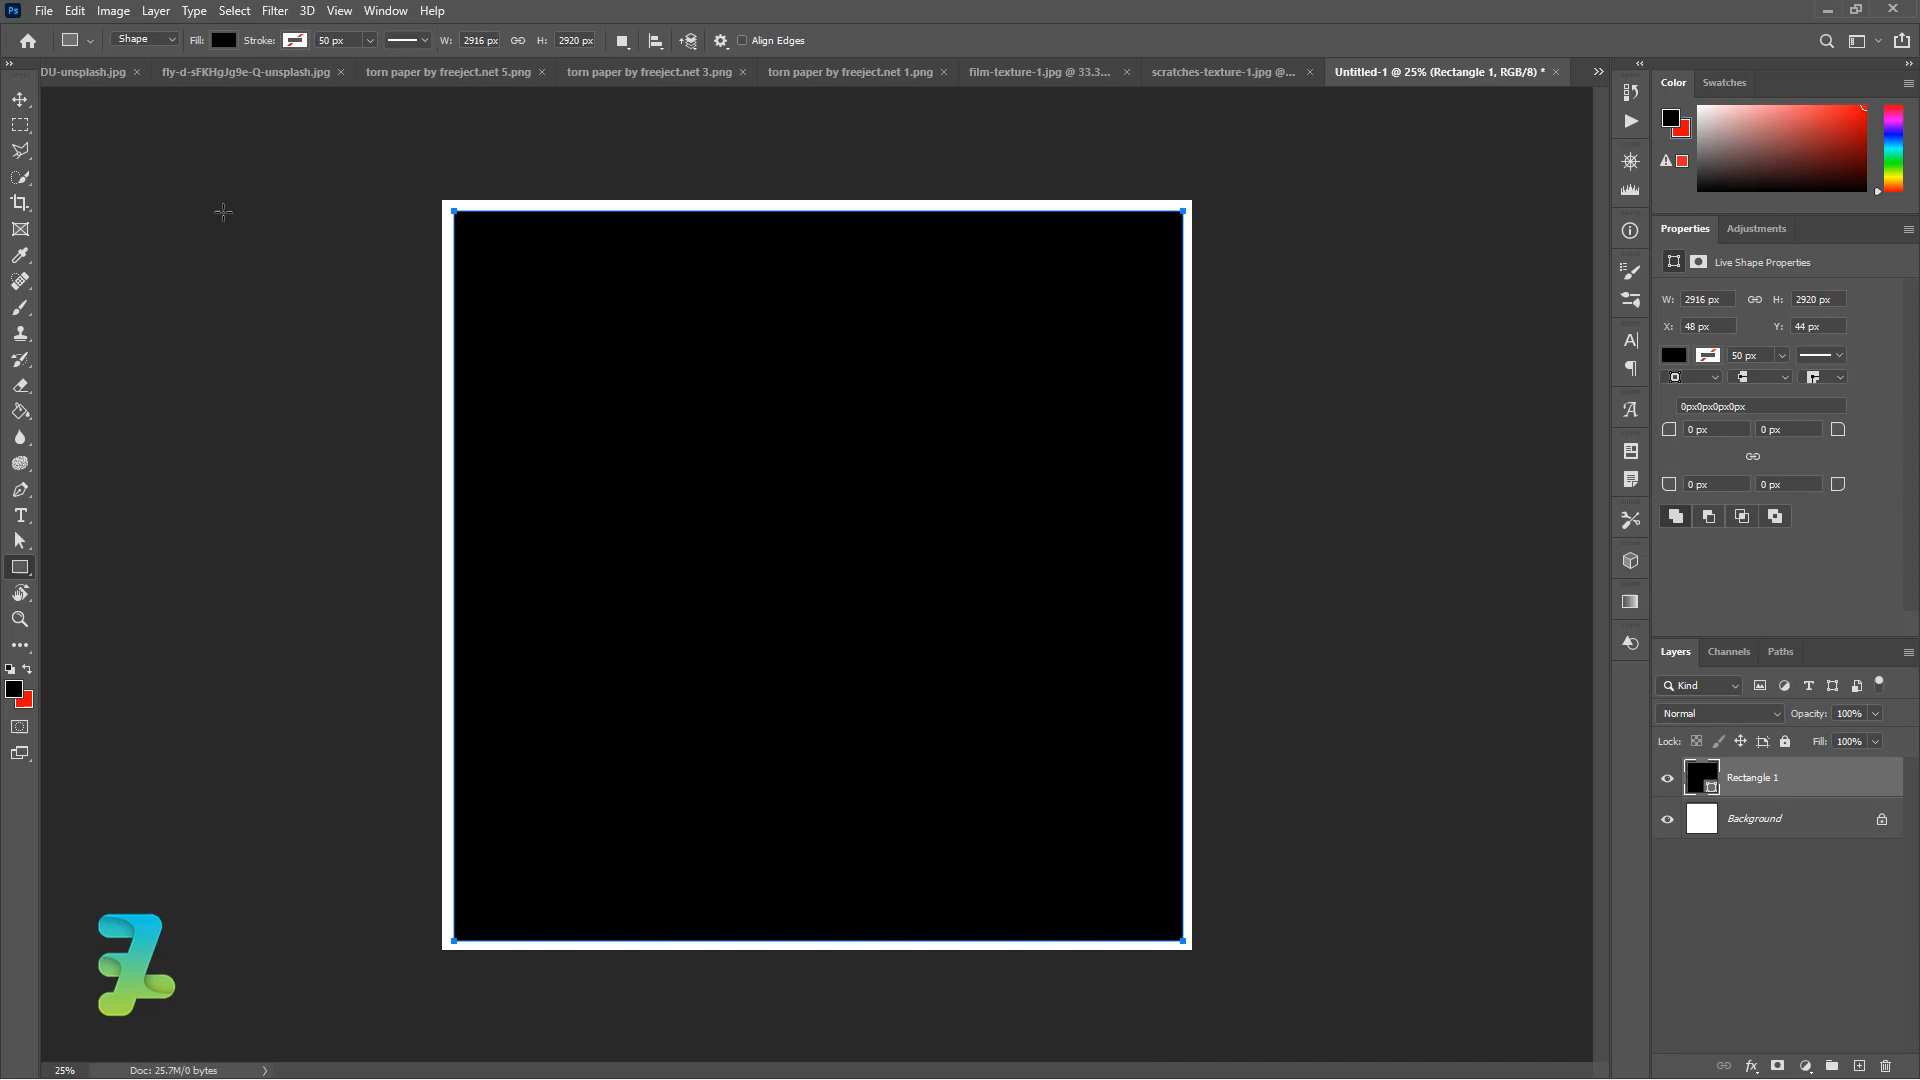 Ps File Edit Image Layer Type Select Filter 3D View Window Help
Shape Fill: Stroke: 50 px W: 2916 px H: 2920 px Align Edges
DU-unsplash.jpg × fly-d-sFKHgJg9e-Q-unsplash.jpg × torn paper by freeject.net 5.png × torn paper by freeject.net 3.png × torn paper by freeject.net 1.png × film-texture-1.jpg @ 33.3... × scratches-texture-1.jpg @... × Untitled-1 @ 25% (Rectangle 1, RGB/8) * ×
Color Swatches
Properties Adjustments
Live Shape Properties
W: 2916 px H: 2920 px
X: 48 px Y: 44 px
50 px
0px0px0px0px
0 px 0 px
0 px 0 px
Layers Channels Paths
Kind
Normal Opacity: 100%
Lock: Fill: 100%
Rectangle 1
Background
25% Doc: 25.7M/0 bytes